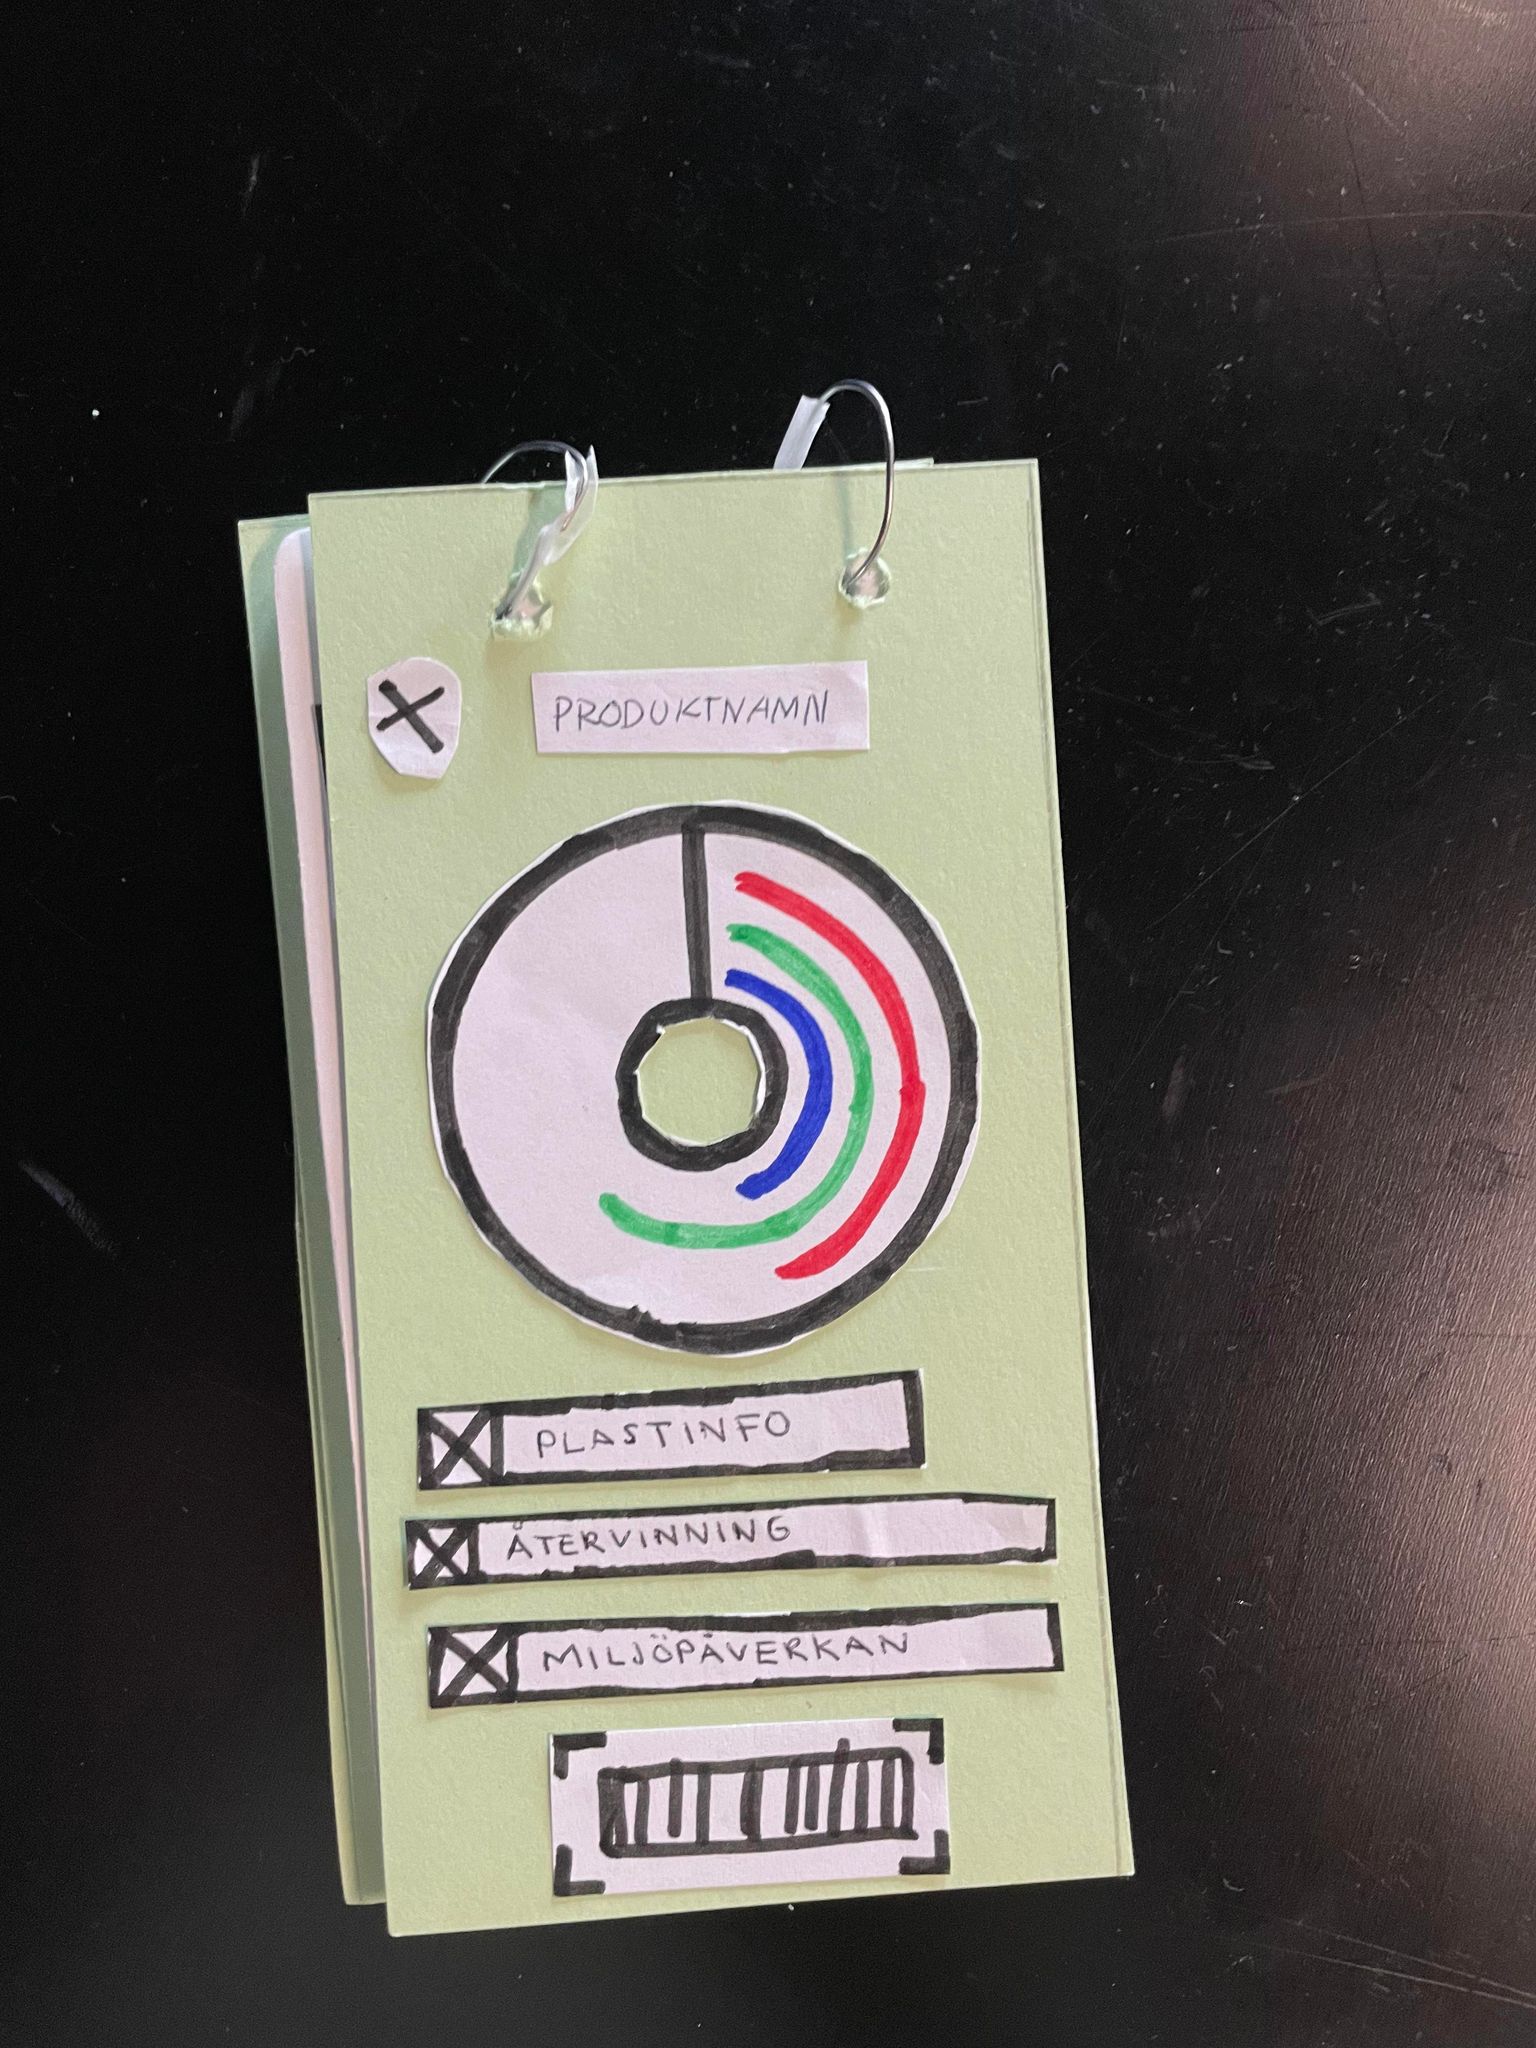 PRODUKTNAMN
PLASTINFO
ÅTERVINNING
MILJÖPÅVERKAN